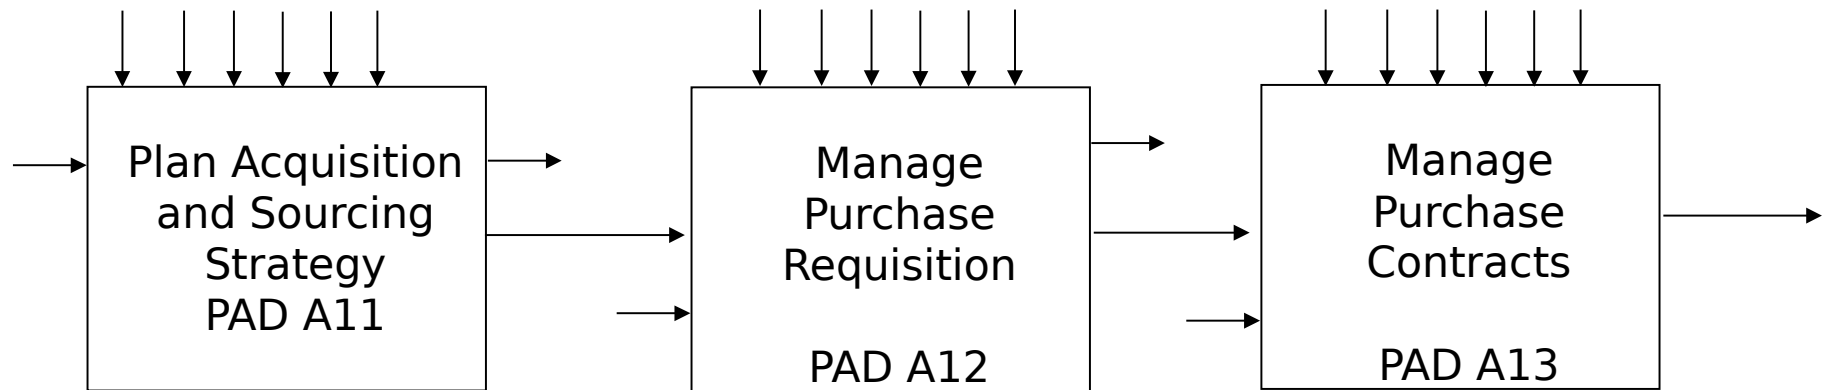 Plan Acquisition
and Sourcing
Strategy
PAD A11
Manage
Purchase
Requisition
PAD A12
Manage
Purchase
Contracts
PAD A13